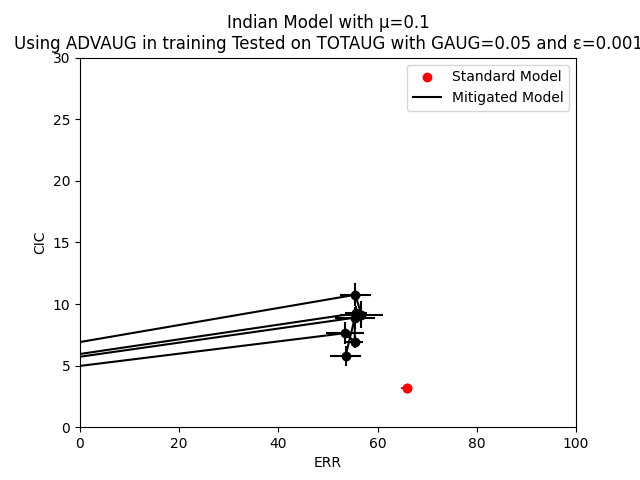 Indian Model with μ=0.1
Using ADVAUG in training Tested on TOTAUG with GAUG=0.05 and ε=0.001
Standard Model
Mitigated Model
CIC
30
25
20
15
10
5
0
0 20 40 60 80 100
ERR